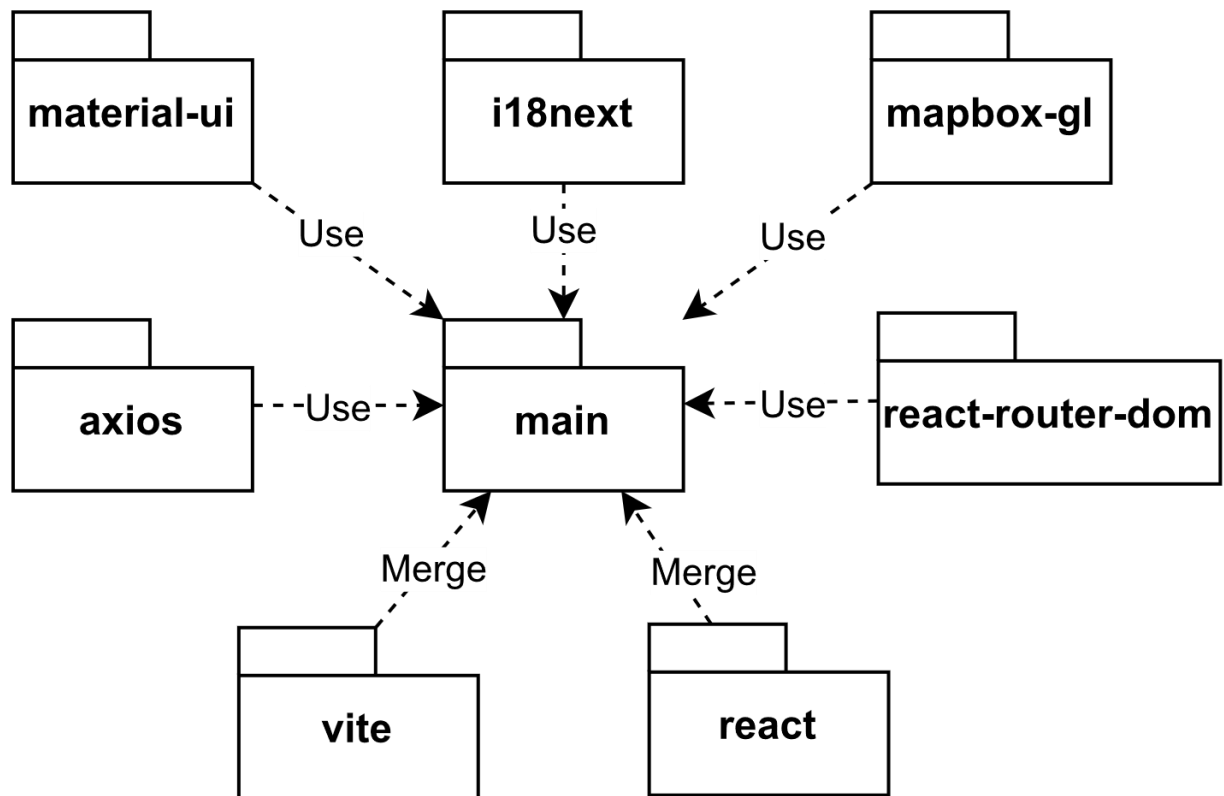 material-ui
i18next
mapbox-gl
Use
Use
Use
axios
Use
main
Use
react-router-dom
Merge
Merge
vite
react